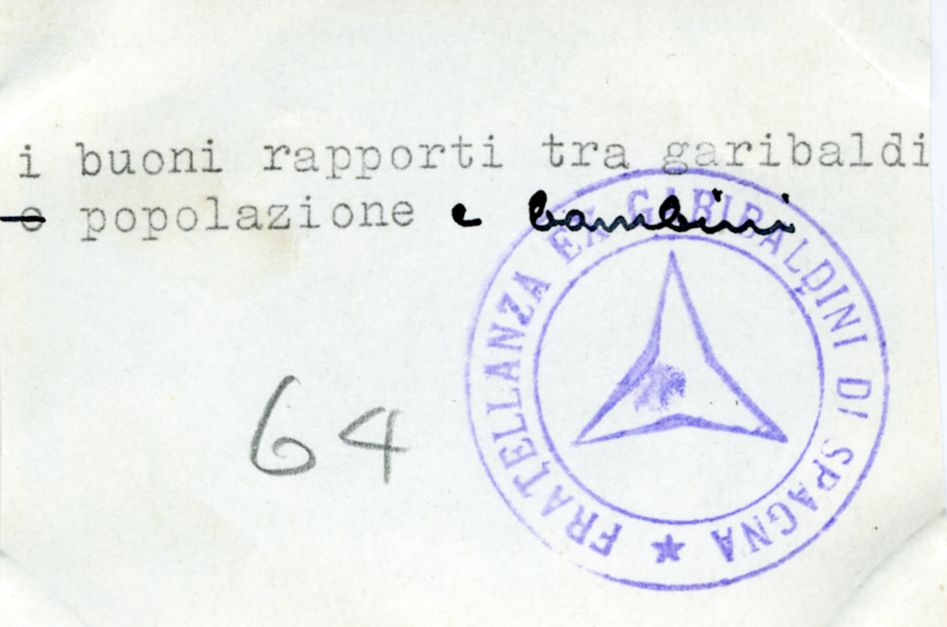 i buoni rapporti tra garibaldi
e popolazione e bambini
64
FRATELLANZA EX GARIBALDINI DI SPAGNA ★